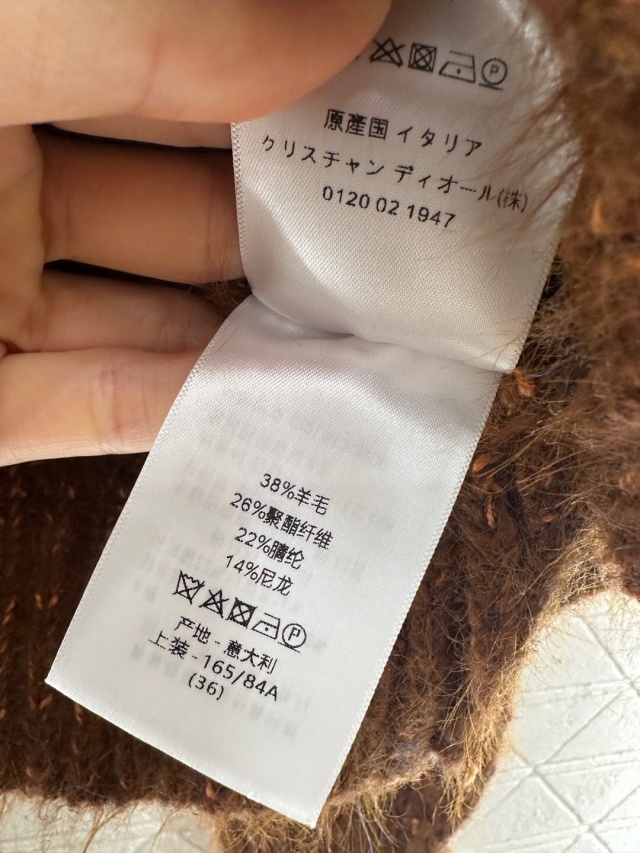 原產国 イタリア
クリスチャン ディオール(株)
0120 02 1947
38%羊毛
26%聚酯纤维
22%腈纶
14%尼龙
产地 - 意大利
上装 - 165/84A
(36)